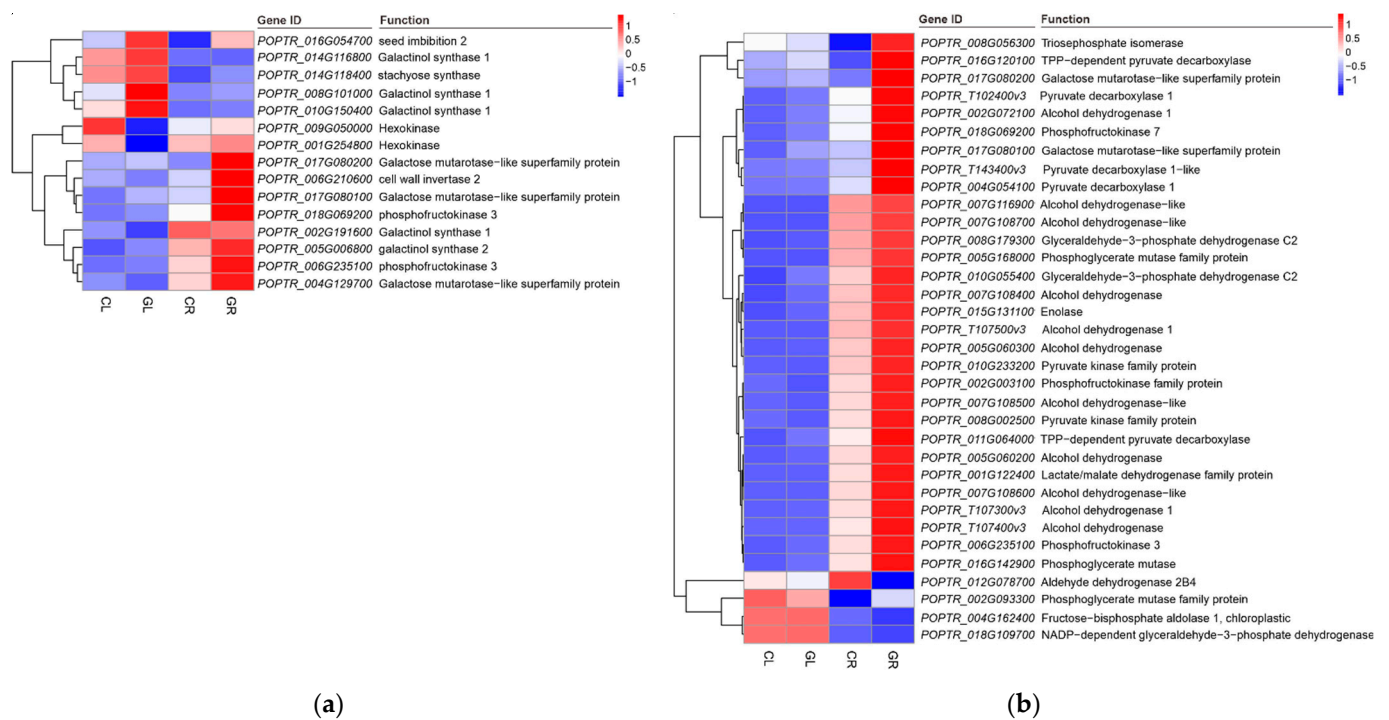 Gene ID Function
POPTR_016G054700 seed imbibition 2
POPTR_014G116800 Galactinol synthase 1
POPTR_014G118400 stachyose synthase
POPTR_008G101000 Galactinol synthase 1
POPTR_010G150400 Galactinol synthase 1
POPTR_009G050000 Hexokinase
POPTR_001G254800 Hexokinase
POPTR_017G080200 Galactose mutarotase-like superfamily protein
POPTR_006G210600 cell wall invertase 2
POPTR_017G080100 Galactose mutarotase-like superfamily protein
POPTR_018G069200 phosphofructokinase 3
POPTR_002G191600 Galactinol synthase 1
POPTR_005G006800 galactinol synthase 2
POPTR_006G235100 phosphofructokinase 3
POPTR_004G129700 Galactose mutarotase-like superfamily protein
CL GL CR GR
1
0.5
0
-0.5
-1
(a)
Gene ID Function
POPTR_008G056300 Triosephosphate isomerase
POPTR_016G120100 TPP-dependent pyruvate decarboxylase
POPTR_017G080200 Galactose mutarotase-like superfamily protein
POPTR_T102400v3 Pyruvate decarboxylase 1
POPTR_002G072100 Alcohol dehydrogenase 1
POPTR_018G069200 Phosphofructokinase 7
POPTR_017G080100 Galactose mutarotase-like superfamily protein
POPTR_T143400v3 Pyruvate decarboxylase 1-like
POPTR_004G054100 Pyruvate decarboxylase 1
POPTR_007G116900 Alcohol dehydrogenase-like
POPTR_007G108700 Alcohol dehydrogenase-like
POPTR_008G179300 Glyceraldehyde-3-phosphate dehydrogenase C2
POPTR_005G168000 Phosphoglycerate mutase family protein
POPTR_010G055400 Glyceraldehyde-3-phosphate dehydrogenase C2
POPTR_007G108400 Alcohol dehydrogenase
POPTR_015G131100 Enolase
POPTR_T107500v3 Alcohol dehydrogenase 1
POPTR_005G060300 Alcohol dehydrogenase
POPTR_010G233200 Pyruvate kinase family protein
POPTR_002G003100 Phosphofructokinase family protein
POPTR_007G108500 Alcohol dehydrogenase-like
POPTR_008G002500 Pyruvate kinase family protein
POPTR_011G064000 TPP-dependent pyruvate decarboxylase
POPTR_005G060200 Alcohol dehydrogenase
POPTR_001G122400 Lactate/malate dehydrogenase family protein
POPTR_007G108600 Alcohol dehydrogenase-like
POPTR_T107300v3 Alcohol dehydrogenase 1
POPTR_T107400v3 Alcohol dehydrogenase
POPTR_006G235100 Phosphofructokinase 3
POPTR_016G142900 Phosphoglycerate mutase
POPTR_012G078700 Aldehyde dehydrogenase 2B4
POPTR_002G093300 Phosphoglycerate mutase family protein
POPTR_004G162400 Fructose-bisphosphate aldolase 1, chloroplastic
POPTR_018G109700 NADP-dependent glyceraldehyde-3-phosphate dehydrogenase
CL GL CR GR
1
0.5
0
-0.5
-1
(b)